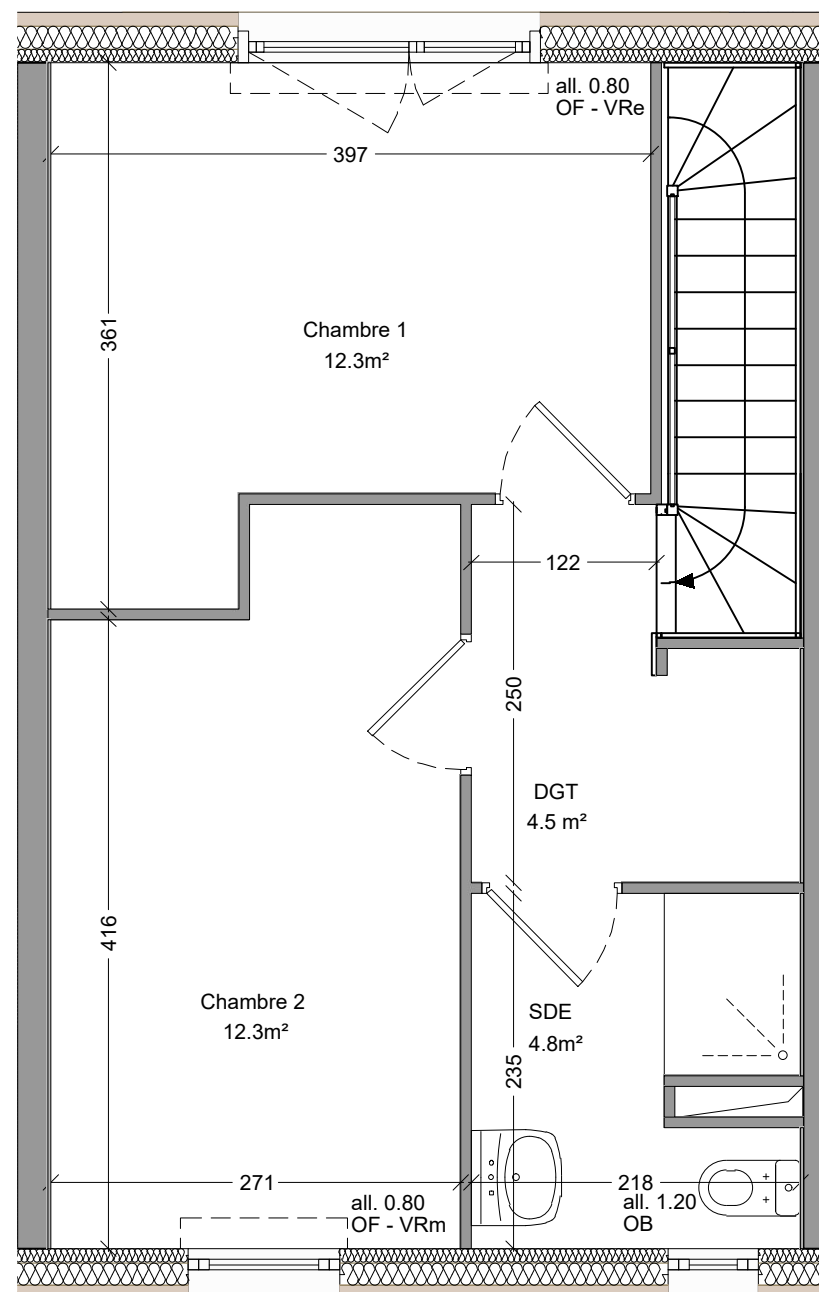 all. 0.80
OF - VRe
397
361
Chambre 1
12.3m²
122
250
DGT
4.5 m²
416
Chambre 2
12.3m²
SDE
4.8m²
235
271
218
all. 0.80
OF - VRm
all. 1.20
OB